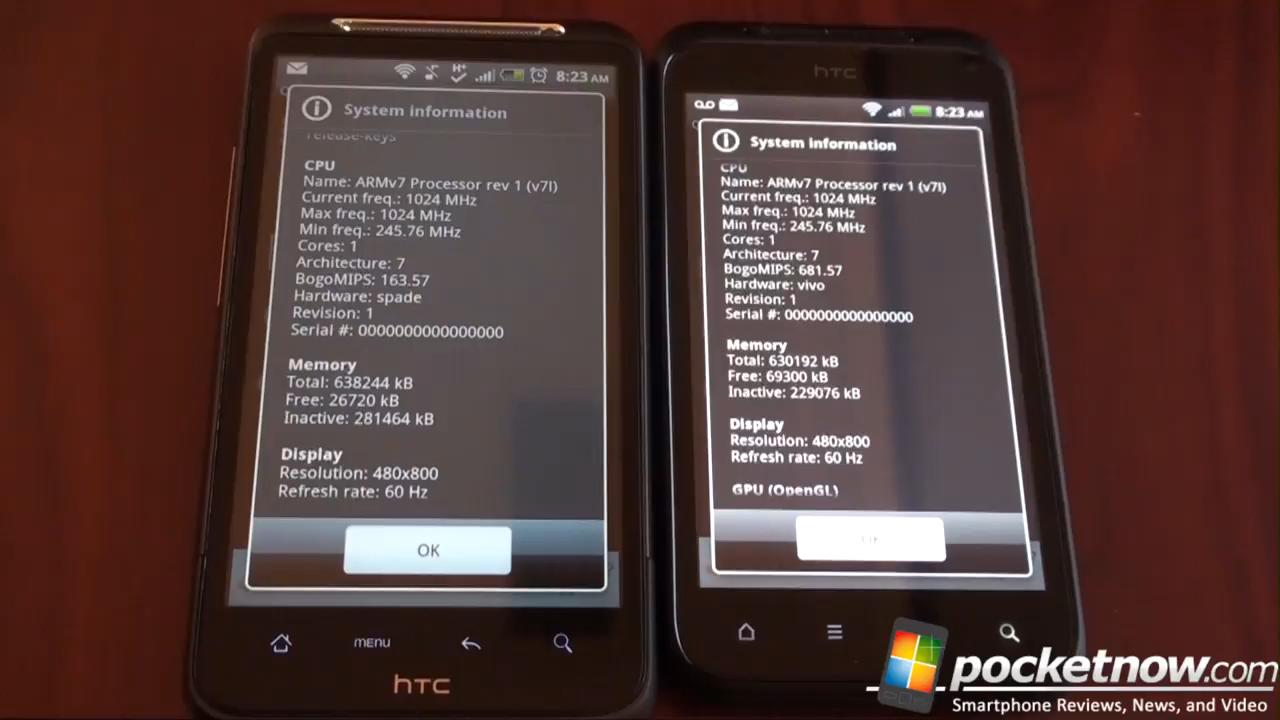 8:23 AM
System information
release-keys
CPU
Name: ARMv7 Processor rev 1 (v7l)
Current freq.: 1024 MHz
Max freq.: 1024 MHz
Min freq.: 245.76 MHz
Cores: 1
Architecture: 7
BogoMIPS: 163.57
Hardware: spade
Revision: 1
Serial #: 0000000000000000
Memory
Total: 638244 kB
Free: 26720 kB
Inactive: 281464 kB
Display
Resolution: 480x800
Refresh rate: 60 Hz
OK
MENU
hTC
hTC
8:23 AM
System information
CPU
Name: ARMv7 Processor rev 1 (v7l)
Current freq.: 1024 MHz
Max freq.: 1024 MHz
Min freq.: 245.76 MHz
Cores: 1
Architecture: 7
BogoMIPS: 681.57
Hardware: vivo
Revision: 1
Serial #: 0000000000000000
Memory
Total: 630192 kB
Free: 69300 kB
Inactive: 229076 kB
Display
Resolution: 480x800
Refresh rate: 60 Hz
GPU (OpenGL)
OK
pocketnow.com
Smartphone Reviews, News, and Video